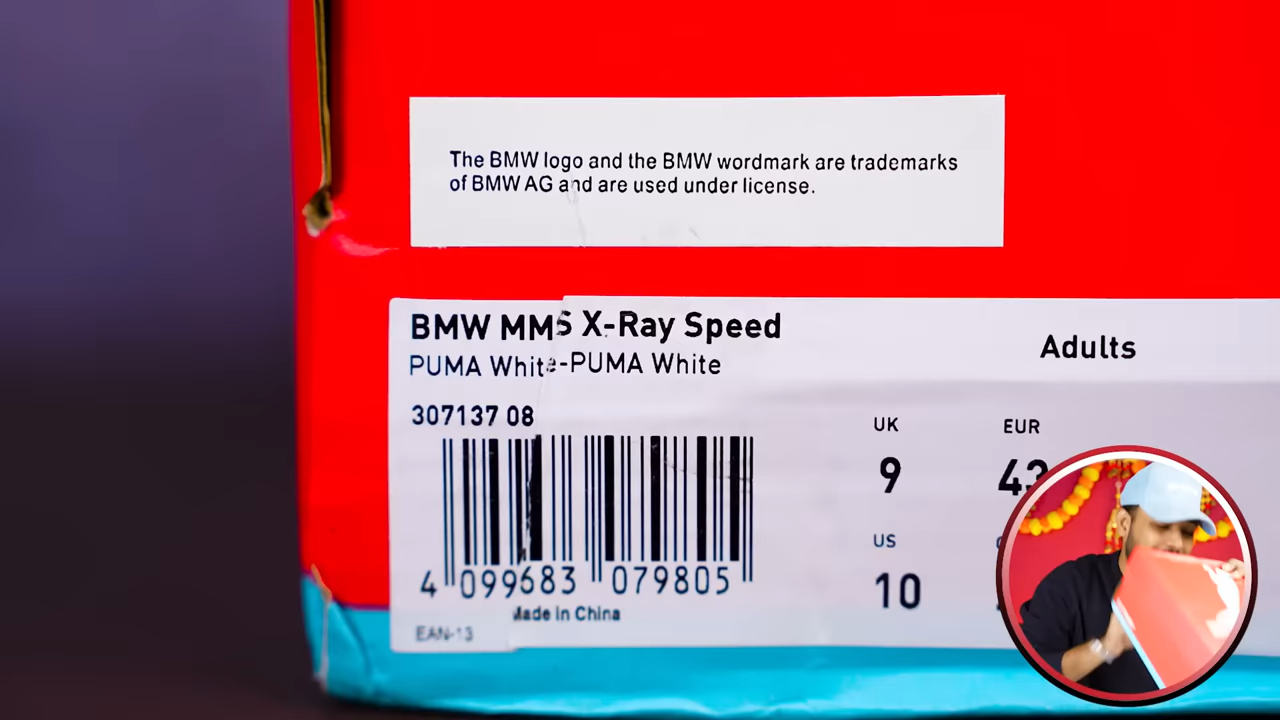 The BMW logo and the BMW wordmark are trademarks
of BMW AG and are used under license.
BMW MMS X-Ray Speed
PUMA White-PUMA White
Adults
307137 08
UK
EUR
9
43
US
10
4 099683 079805
Made in China
EAN-13